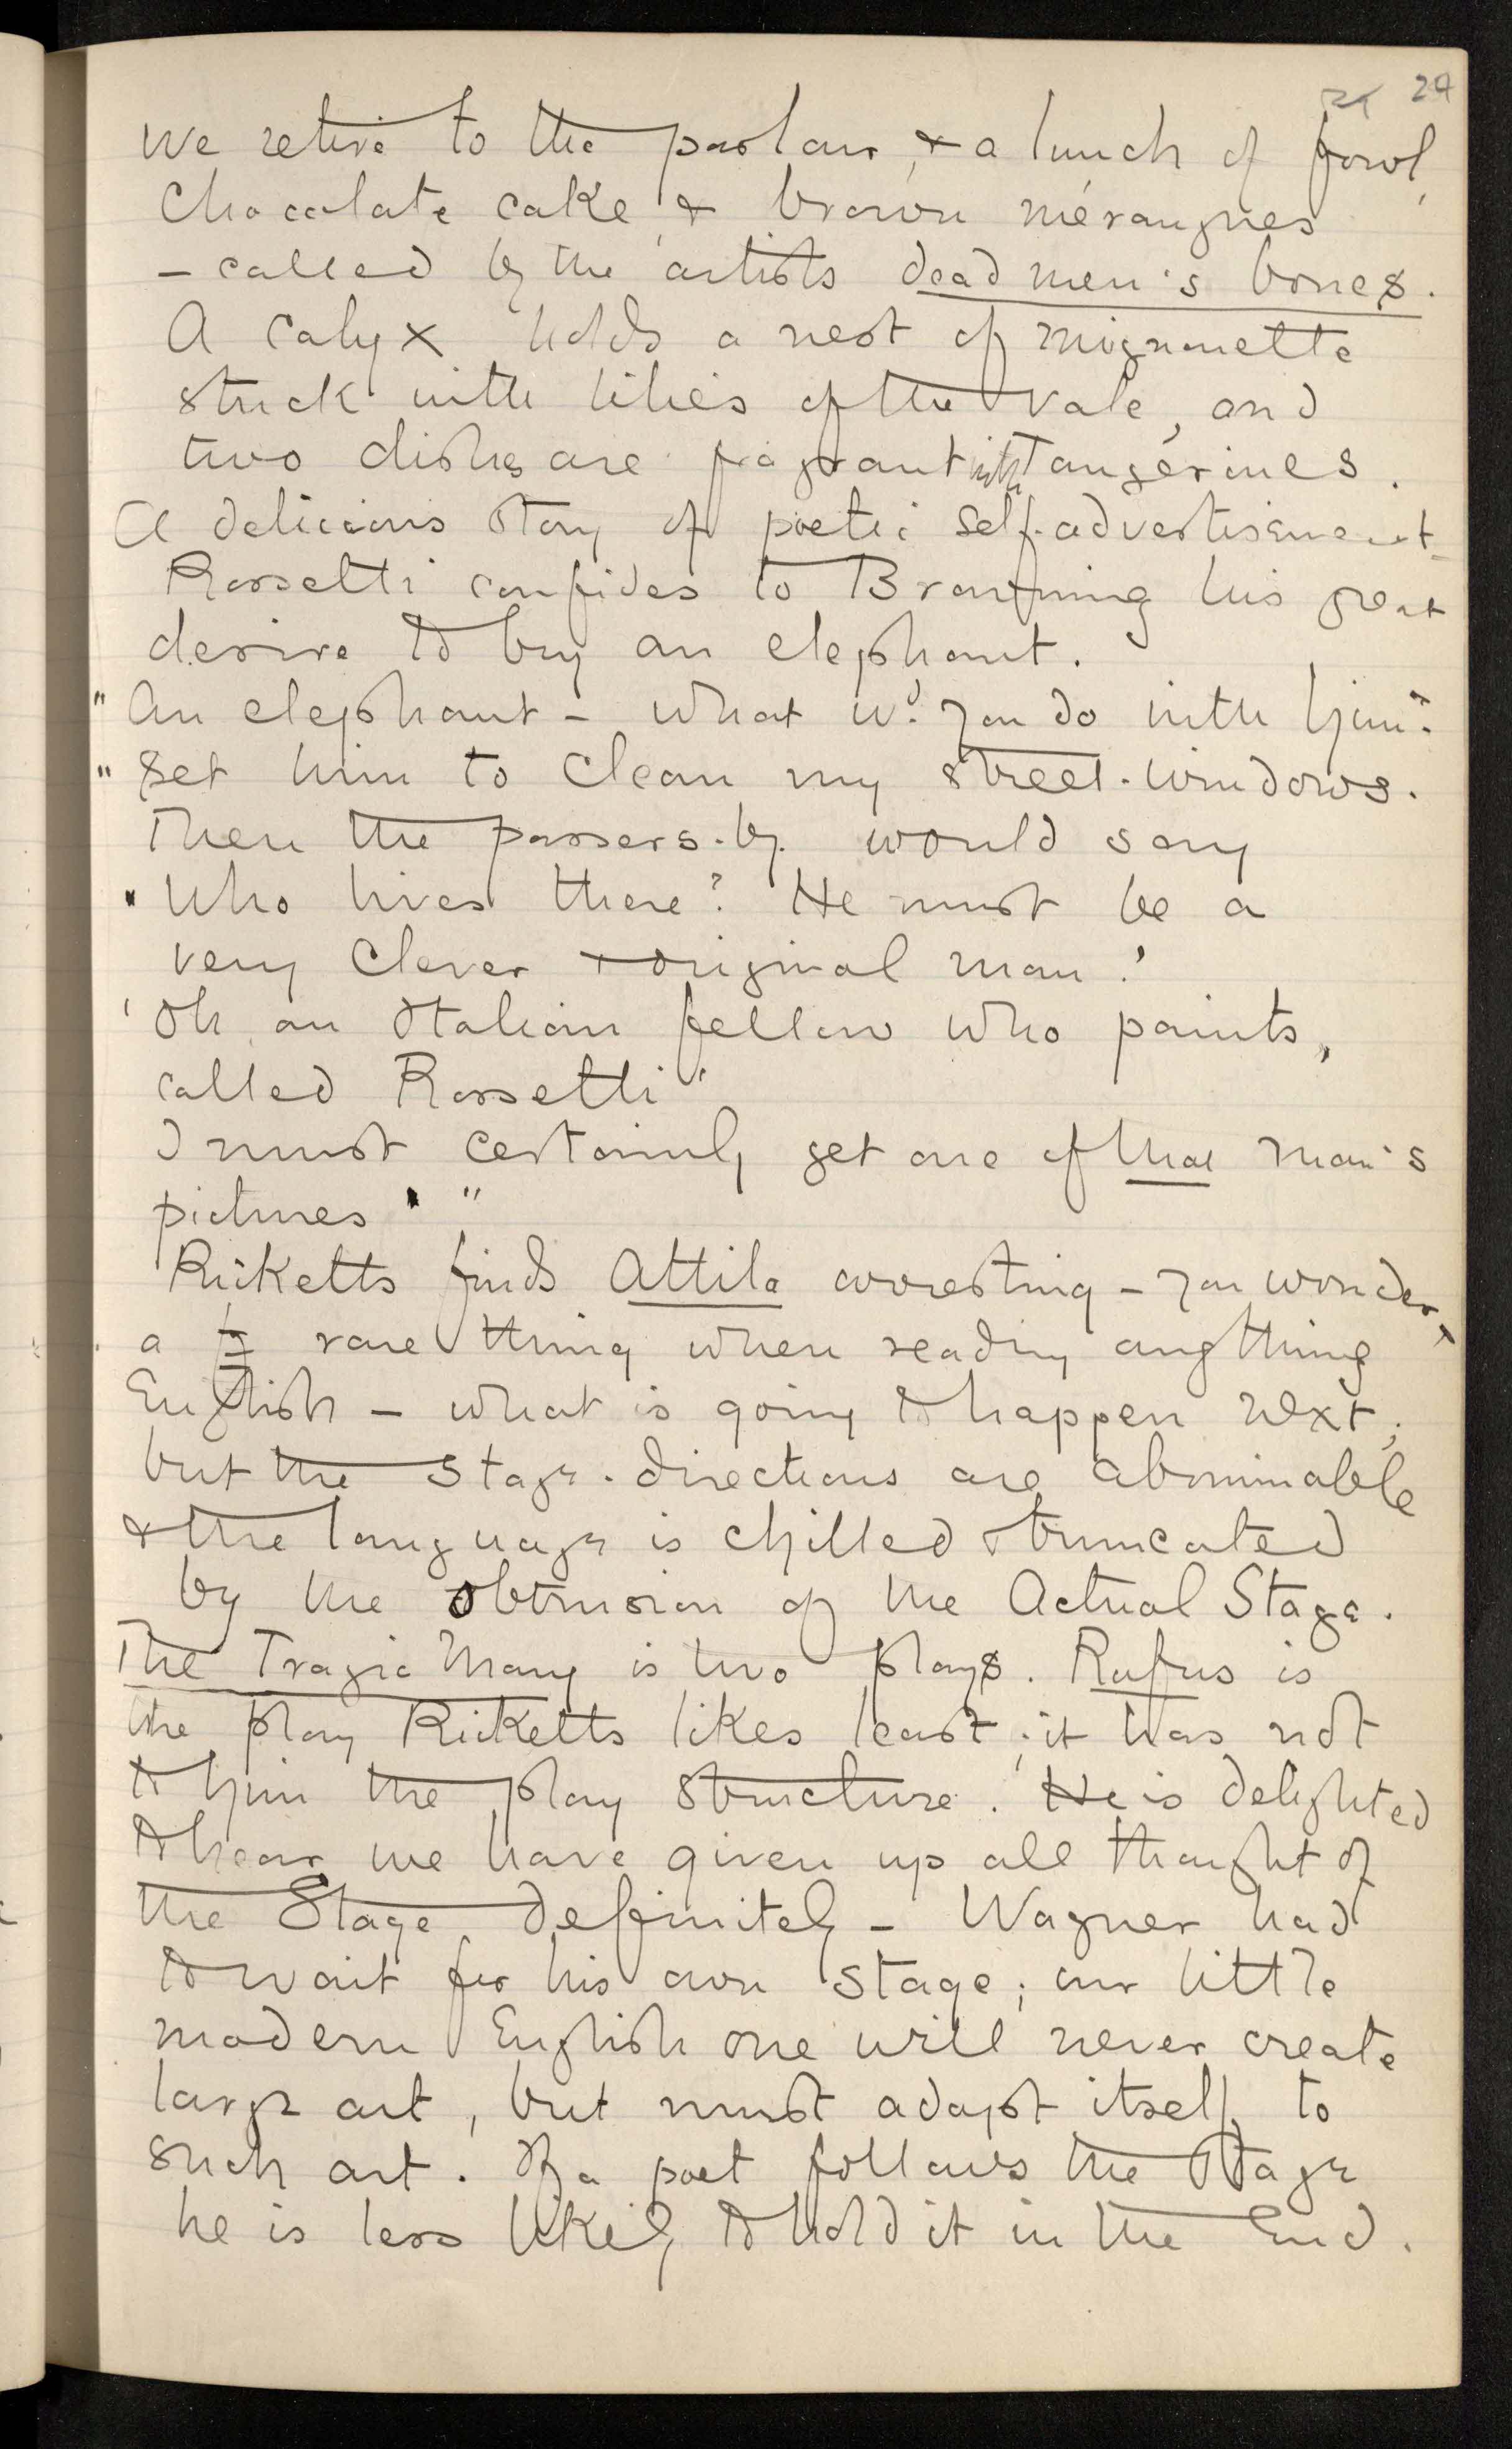 29
We retire to the parlour, & a lunch of fowl,
chocolate cake, & brown mérangues
– called by the artists dead men's bones.
A calyx holds a nest of mignonette
stuck with lilies of the vale, and
two dishes are fragrant with Tangérines.
A delicious story of poetic self-advertisement–
Rossetti confides to Browning his great
desire to buy an elephant.
"An elephant – what wd. you do with him?"
"Set him to clean my street-windows.
Then the passers-by would say
"Who lives there? He must be a
very clever & original man!'
'Oh an Italian fellow who paints,
called Rossetti'
I must certainly get one of that man's
pictures' "
Ricketts finds Attila arresting – you wonder,
a rare thing when reading anything
English – what is going to happen next;
but the stage-directions are abominable
& the language is chilled & truncated
by the obtrusion of the Actual Stage.
The Tragic Mary is two plays. Rufus is
the play Ricketts likes least; it has not
to him the play structure. He is delighted
to hear we have given up all thought of
the Stage definitely – Wagner had
to wait for his own stage; our little
modern English one will never create
large art, but must adapt itself to
such art. If a poet follows the Stage
he is less likely to hold it in the End.